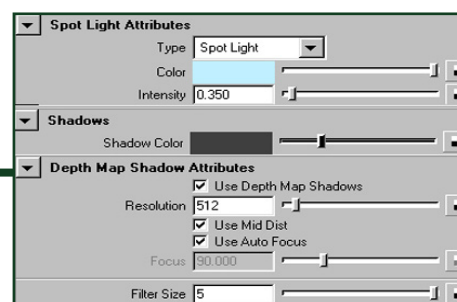 Spot Light Attributes
Type Spot Light
Color
Intensity 0.350
Shadows
Shadow Color
Depth Map Shadow Attributes
Use Depth Map Shadows
Resolution 512
Use Mid Dist
Use Auto Focus
Focus 90.000
Filter Size 5